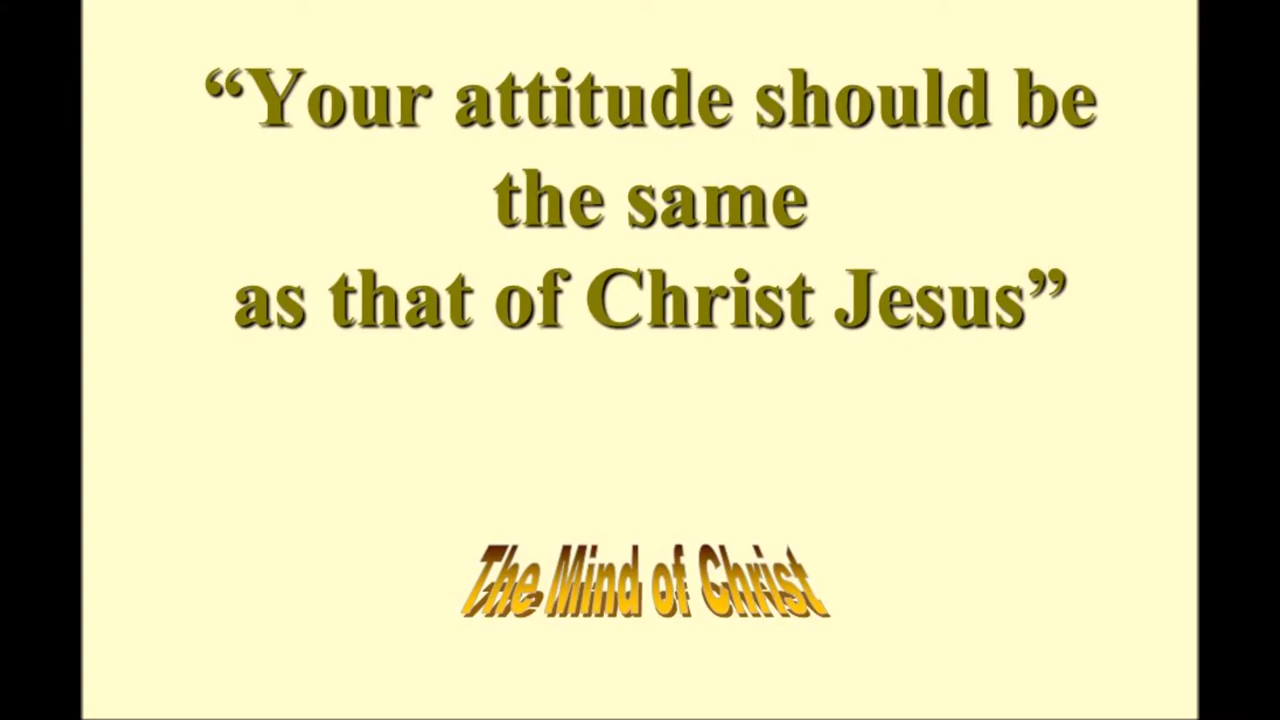 “Your attitude should be
the same
as that of Christ Jesus”
The Mind of Christ